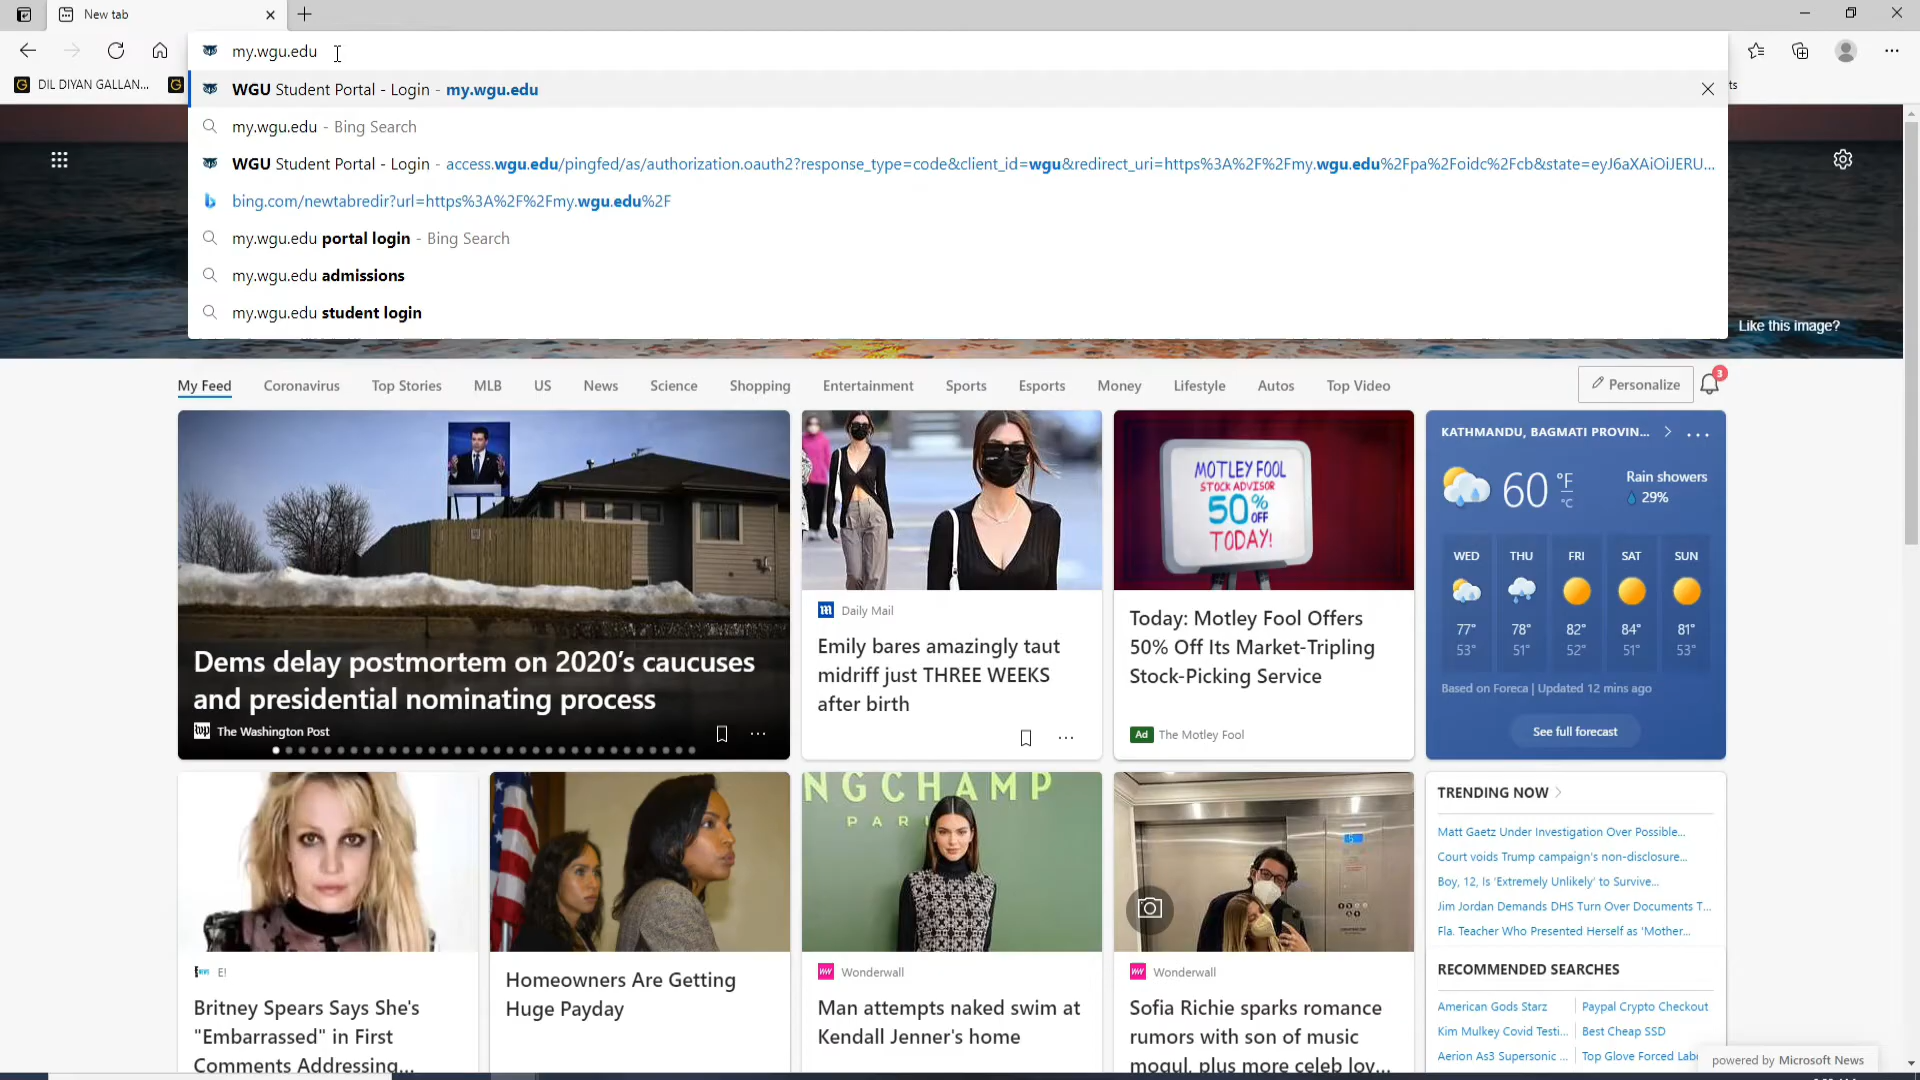 New tab
my.wgu.edu
DIL DIYAN GALLAN...
ts
WGU Student Portal - Login - my.wgu.edu
my.wgu.edu - Bing Search
WGU Student Portal - Login - access.wgu.edu/pingfed/as/authorization.oauth2?response_type=code&client_id=wgu&redirect_uri=https%3A%2F%2Fmy.wgu.edu%2Fpa%2Foidc%2Fcb&state=eyJ6aXAiOiJERU...
bing.com/newtabredir?url=https%3A%2F%2Fmy.wgu.edu%2F
my.wgu.edu portal login - Bing Search
my.wgu.edu admissions
my.wgu.edu student login
Like this image?
My Feed Coronavirus Top Stories MLB US News Science Shopping Entertainment Sports Esports Money Lifestyle Autos Top Video
Personalize
3
Dems delay postmortem on 2020's caucuses
and presidential nominating process
wp The Washington Post
m Daily Mail
Emily bares amazingly taut
midriff just THREE WEEKS
after birth
MOTLEY FOOL
STOCK ADVISOR
50%
OFF
TODAY!
Today: Motley Fool Offers
50% Off Its Market-Tripling
Stock-Picking Service
Ad The Motley Fool
KATHMANDU, BAGMATI PROVIN...
60 °F
°C
Rain showers
29%
WED THU FRI SAT SUN
77° 78° 82° 84° 81°
53° 51° 52° 51° 53°
Based on Foreca | Updated 12 mins ago
See full forecast
E!
Britney Spears Says She's
"Embarrassed" in First
Comments Addressing...
Homeowners Are Getting
Huge Payday
NGCHAMP
PARI
Wonderwall
Man attempts naked swim at
Kendall Jenner's home
Wonderwall
Sofia Richie sparks romance
rumors with son of music
mogul, plus more celeb lov...
TRENDING NOW
Matt Gaetz Under Investigation Over Possible...
Court voids Trump campaign's non-disclosure...
Boy, 12, Is 'Extremely Unlikely' to Survive...
Jim Jordan Demands DHS Turn Over Documents T...
Fla. Teacher Who Presented Herself as 'Mother...
RECOMMENDED SEARCHES
American Gods Starz Paypal Crypto Checkout
Kim Mulkey Covid Testi... Best Cheap SSD
Aerion As3 Supersonic ... Top Glove Forced Lab
powered by Microsoft News